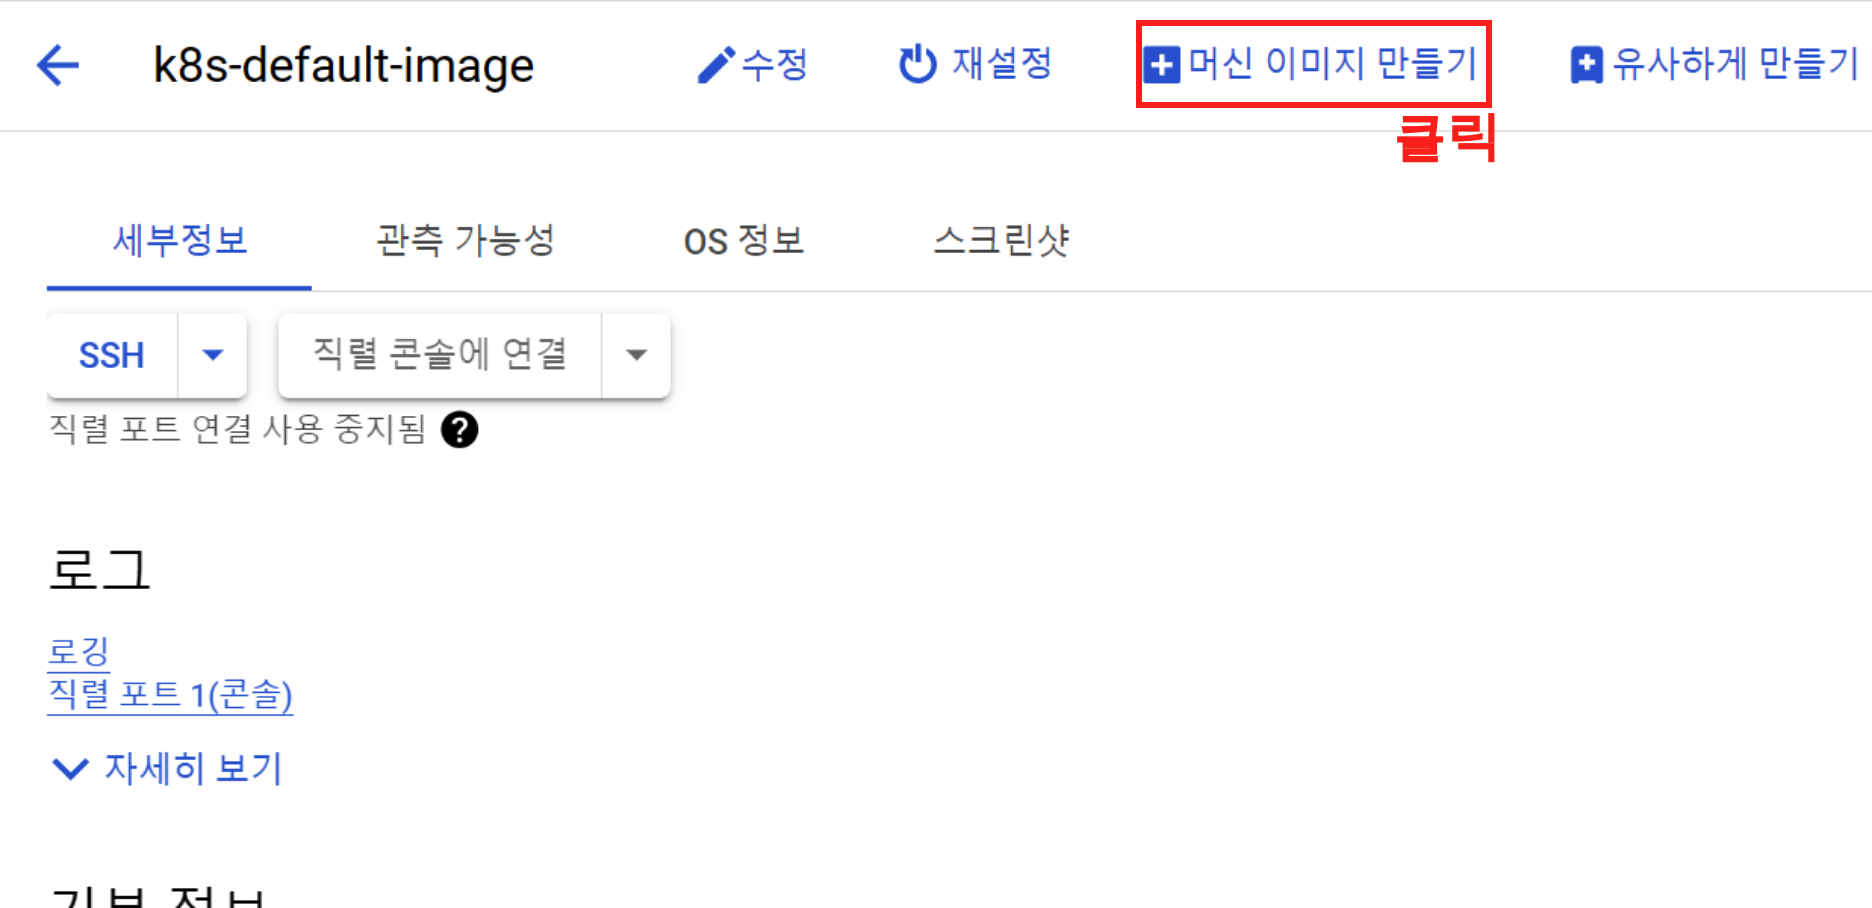 k8s-default-image 수정 재설정 머신 이미지 만들기 유사하게 만들기
클릭
세부정보 관측 가능성 OS 정보 스크린샷
SSH 직렬 콘솔에 연결
직렬 포트 연결 사용 중지됨
로그
로깅
직렬 포트 1(콘솔)
자세히 보기
기본 정보